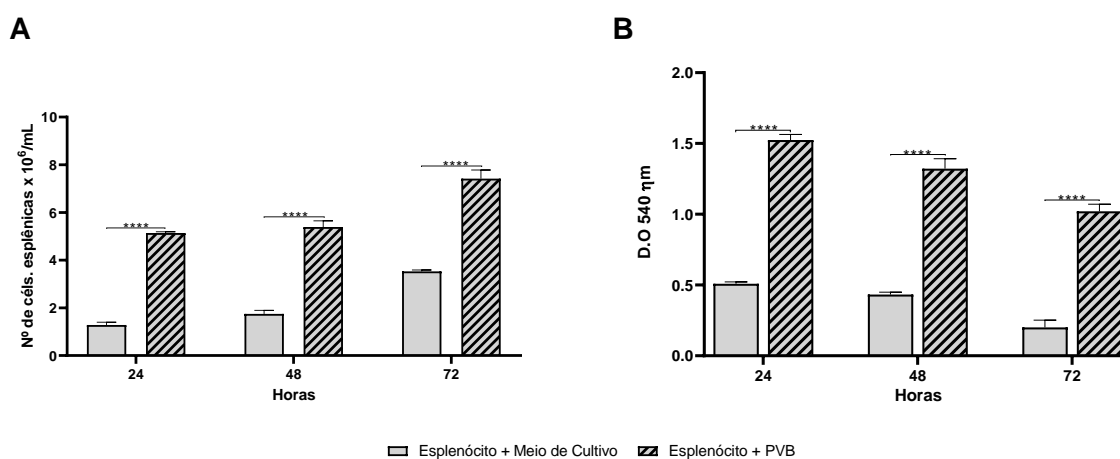 A
Nº de céls. esplênicas x 10⁶/mL
10
8
6
4
2
0
****
****
****
24
48
72
Horas
B
D.O 540 ηm
2.0
1.5
1.0
0.5
0.0
****
****
****
24
48
72
Horas
Esplenócito + Meio de Cultivo
Esplenócito + PVB